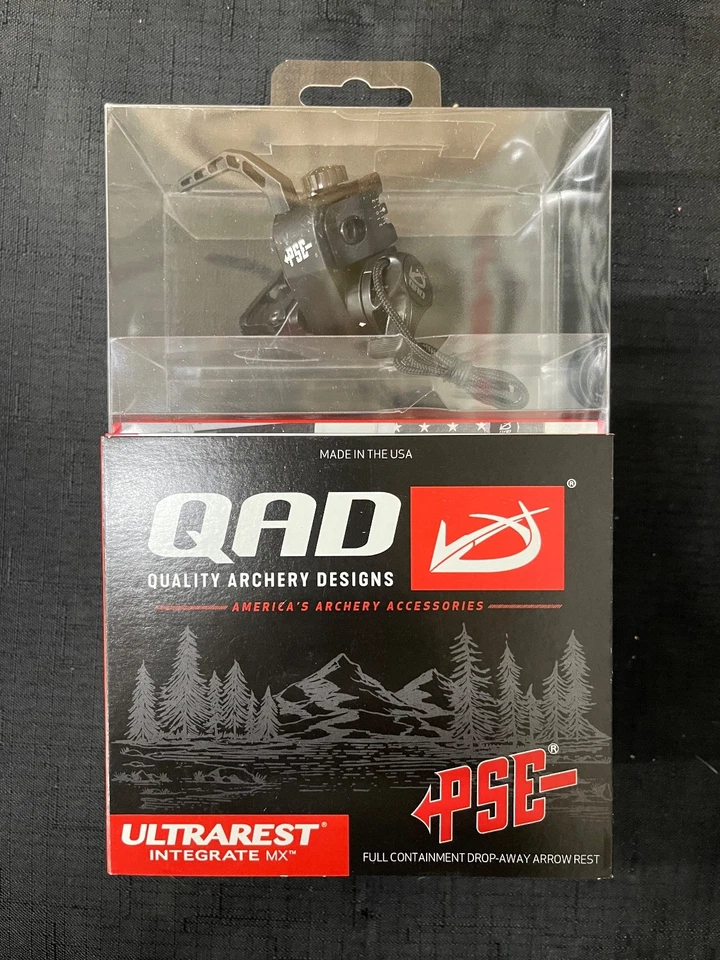 PSE
MADE IN THE USA
QAD ®
QUALITY ARCHERY DESIGNS
AMERICA'S ARCHERY ACCESSORIES
PSE®
ULTRAREST®
INTEGRATE MX™
FULL CONTAINMENT DROP-AWAY ARROW REST